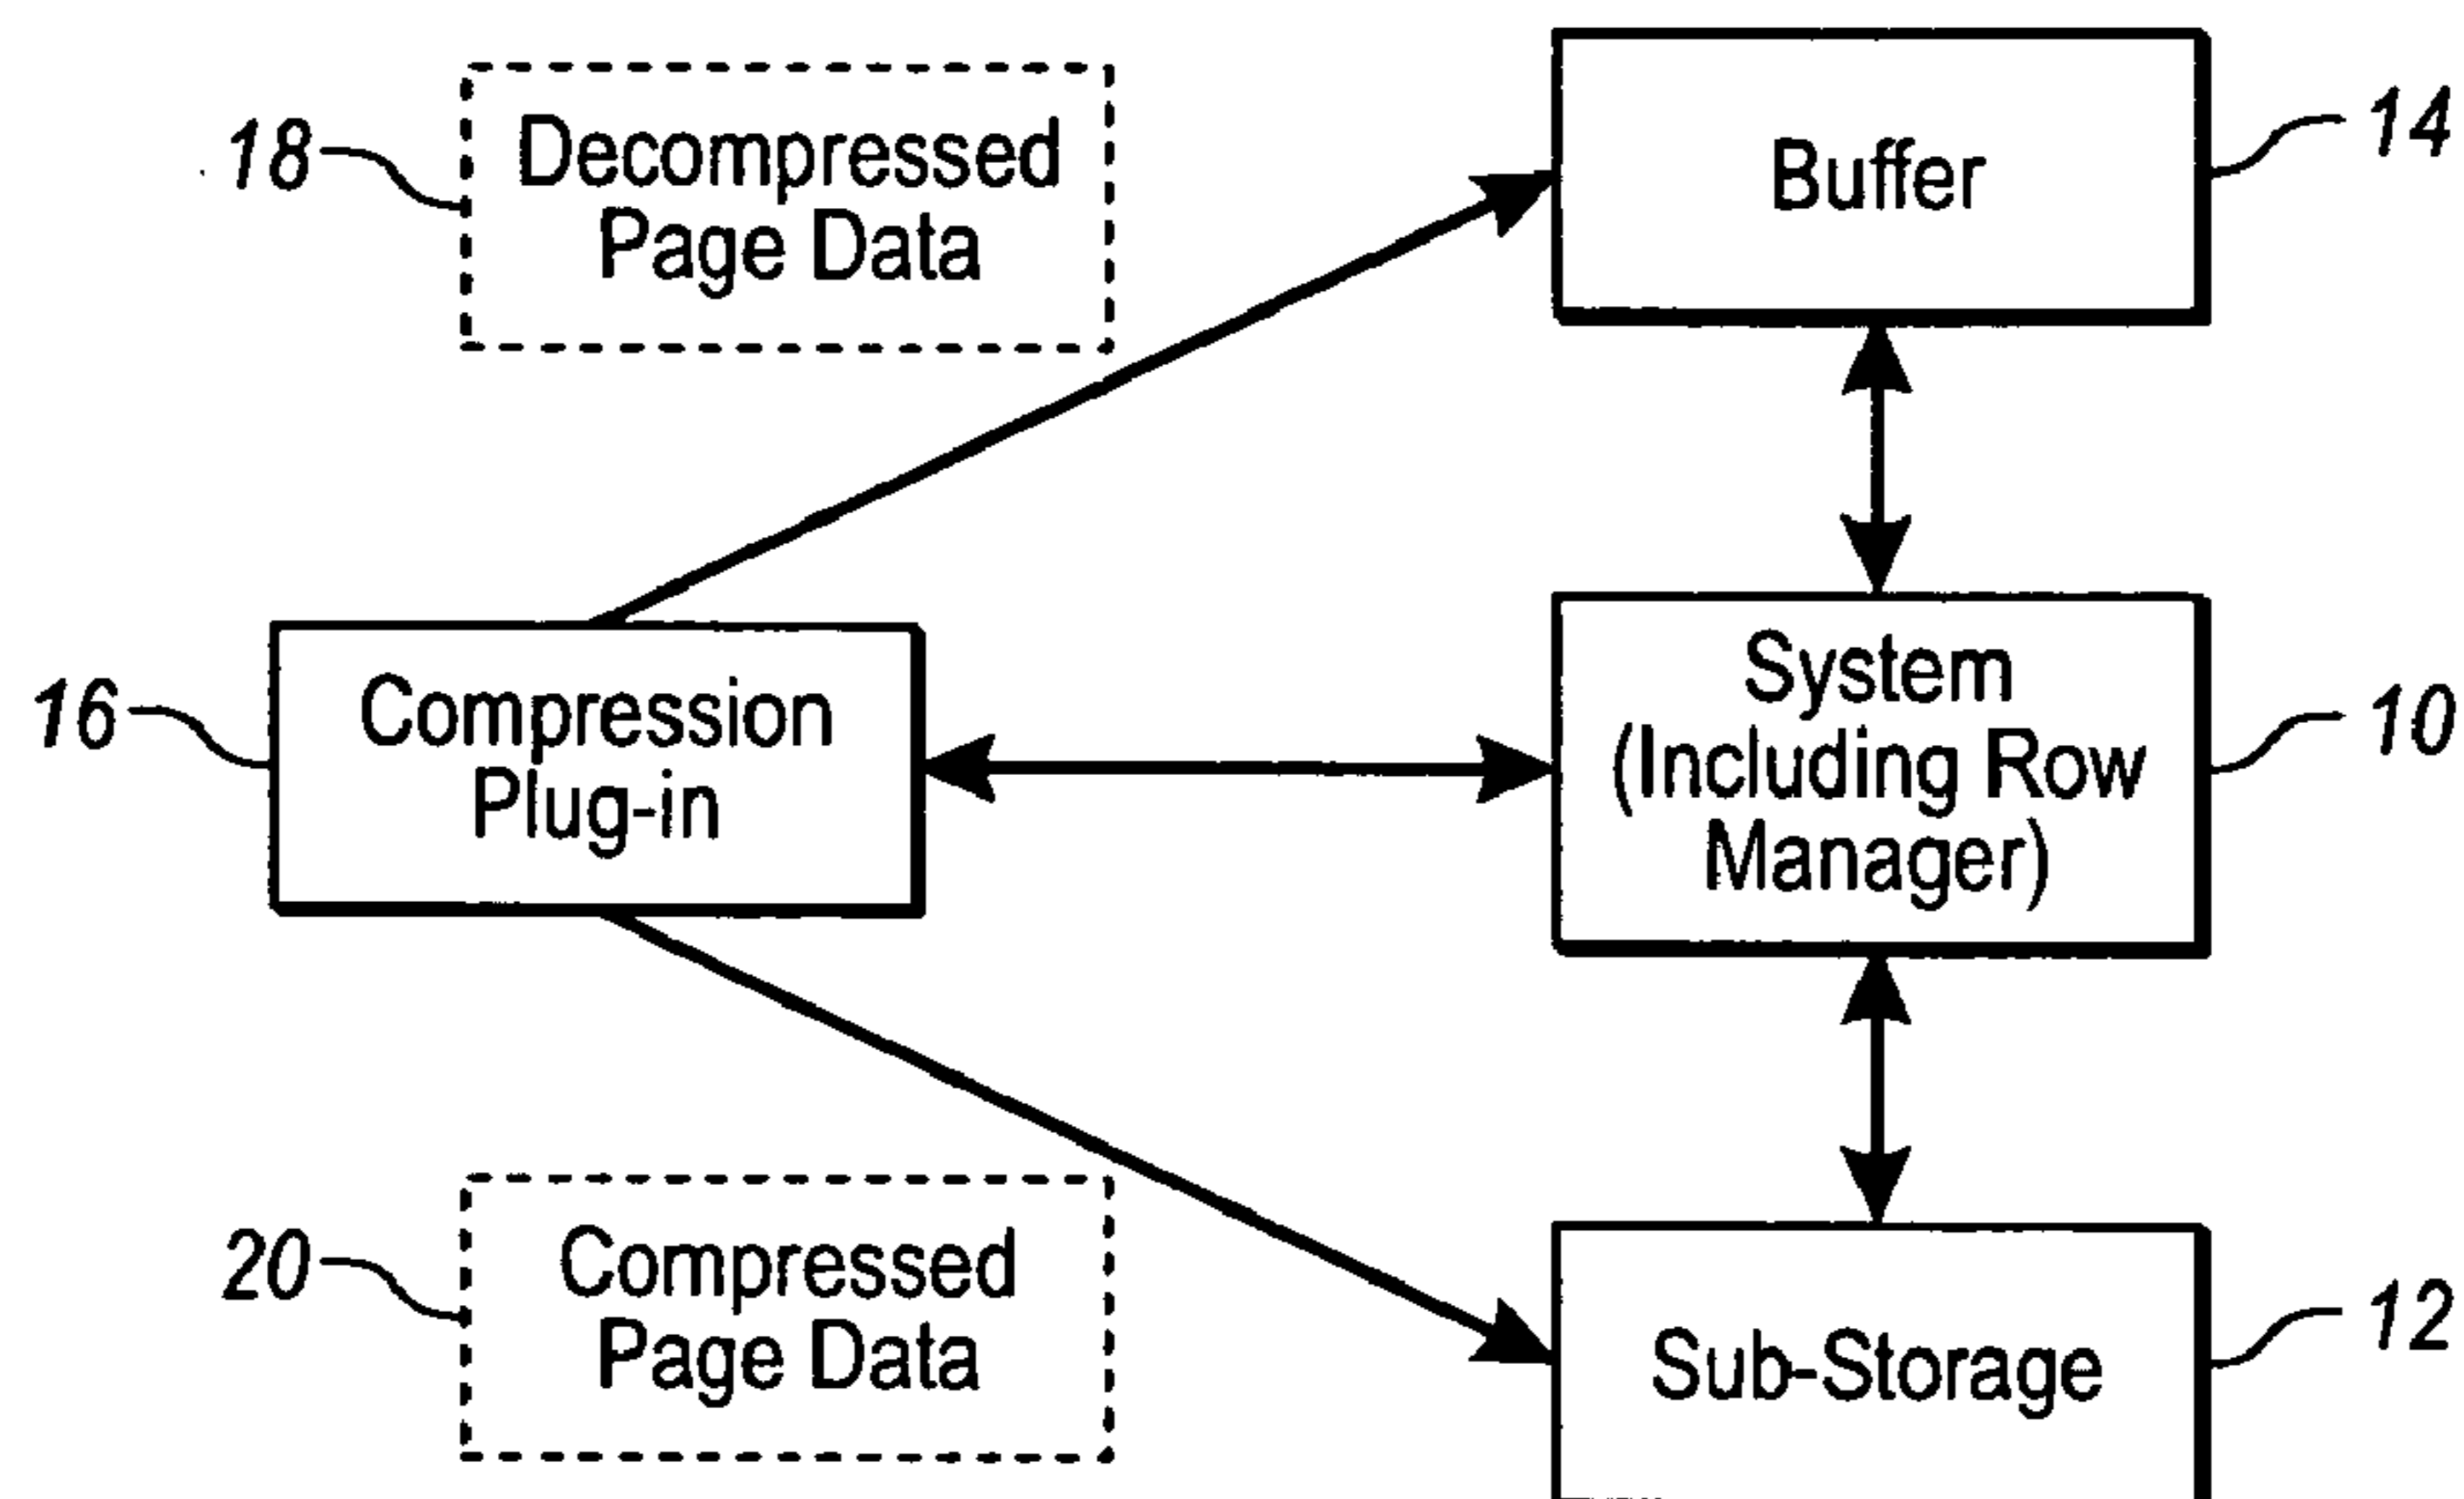 18
Decompressed
Page Data
Buffer
14
16
Compression
Plug-in
System
(Including Row
Manager)
10
20
Compressed
Page Data
Sub-Storage
12